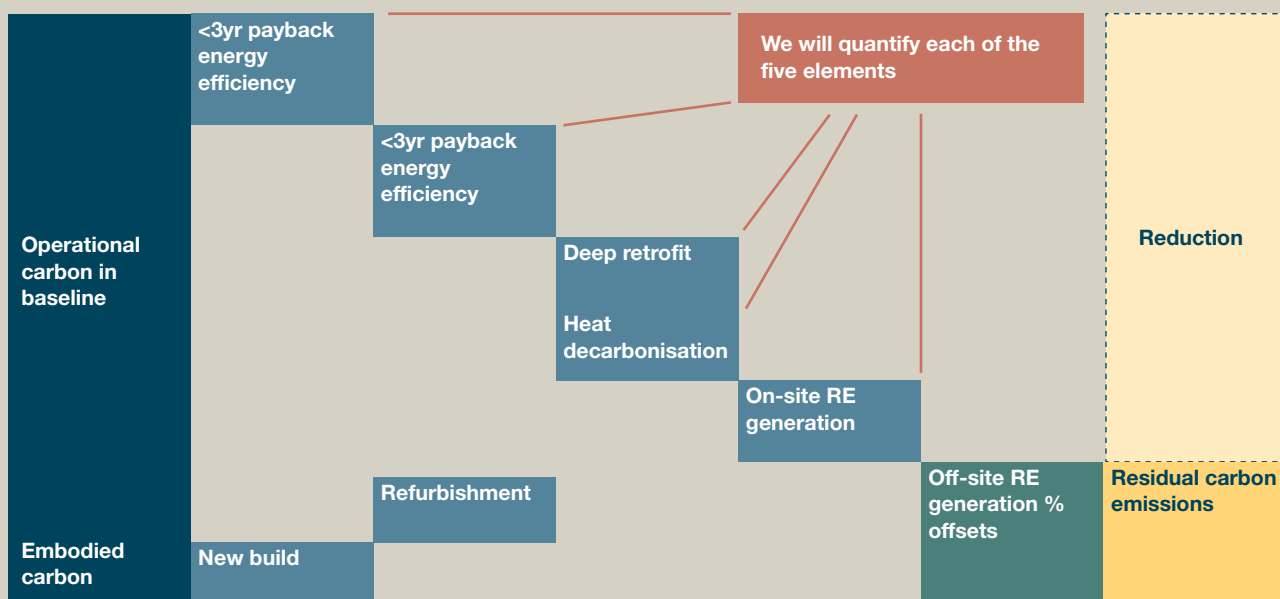 <3yr payback
energy
efficiency
We will quantify each of the
five elements
<3yr payback
energy
efficiency
Operational
carbon in
baseline
Deep retrofit
Heat
decarbonisation
Reduction
On-site RE
generation
Refurbishment
Off-site RE
generation %
offsets
Residual carbon
emissions
Embodied
carbon
New build